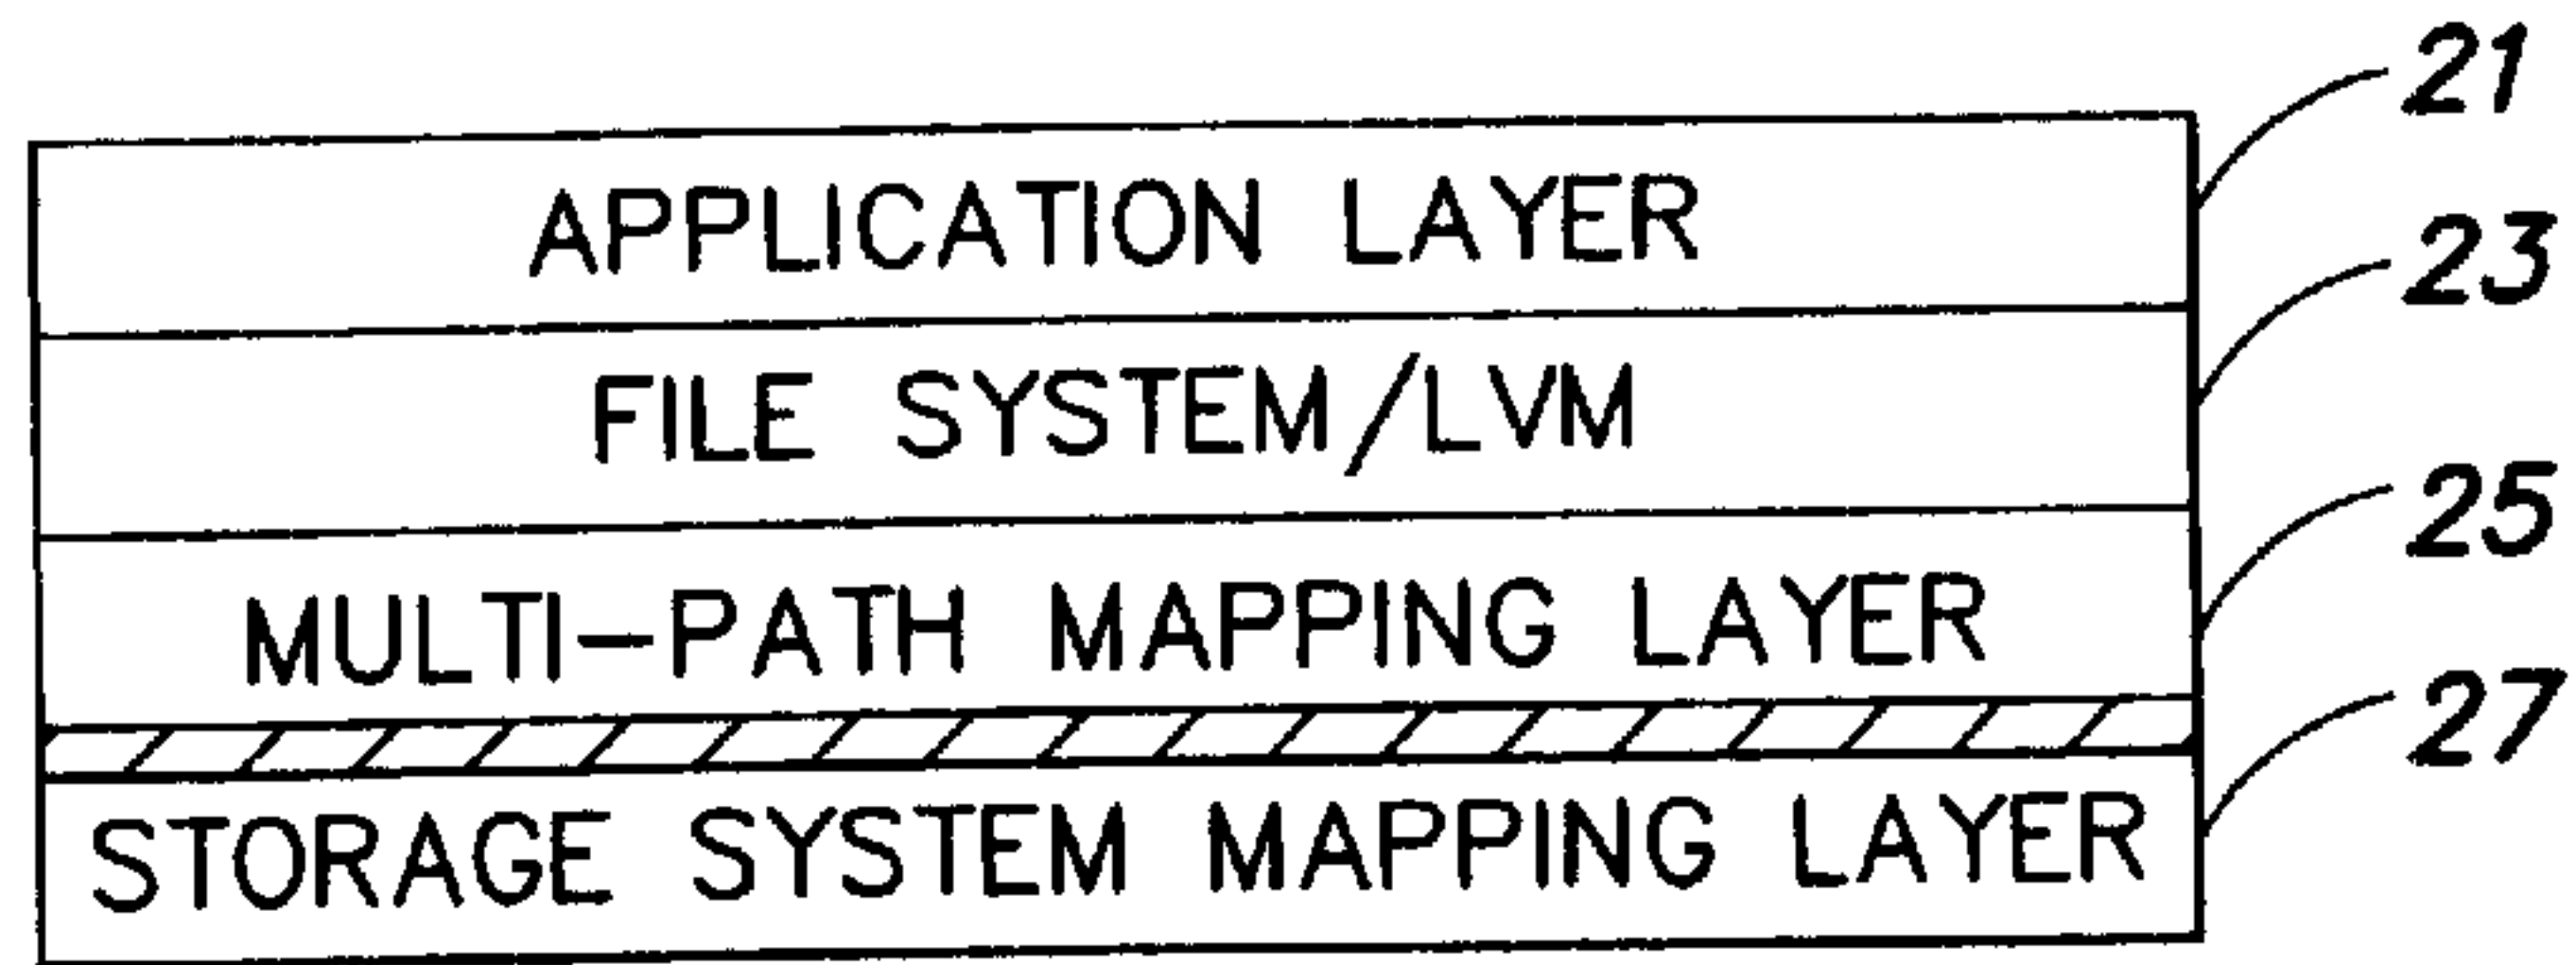 21
APPLICATION LAYER
23
FILE SYSTEM/LVM
25
MULTI-PATH MAPPING LAYER
27
STORAGE SYSTEM MAPPING LAYER